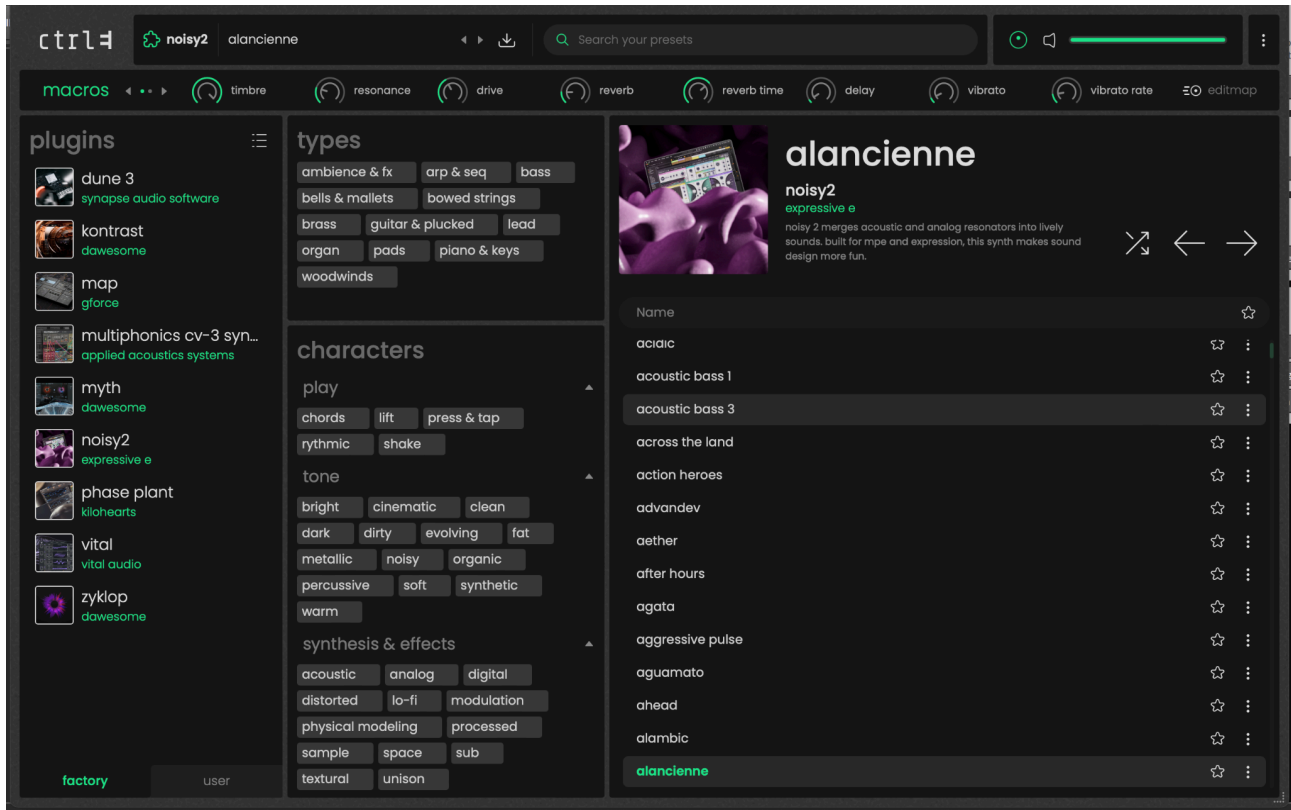 ctrl
noisy2 alancienne
Search your presets
macros
timbre
resonance
drive
reverb
reverb time
delay
vibrato
vibrato rate
editmap
plugins
dune 3
synapse audio software
kontrast
dawesome
map
gforce
multiphonics cv-3 syn...
applied acoustics systems
myth
dawesome
noisy2
expressive e
phase plant
kilohearts
vital
vital audio
zyklop
dawesome
factory user
types
ambience & fx arp & seq bass
bells & mallets bowed strings
brass guitar & plucked lead
organ pads piano & keys
woodwinds
characters
play
chords lift press & tap
rythmic shake
tone
bright cinematic clean
dark dirty evolving fat
metallic noisy organic
percussive soft synthetic
warm
synthesis & effects
acoustic analog digital
distorted lo-fi modulation
physical modeling processed
sample space sub
textural unison
alancienne
noisy2
expressive e
noisy 2 merges acoustic and analog resonators into lively
sounds. built for mpe and expression, this synth makes sound
design more fun.
Name
acidic
acoustic bass 1
acoustic bass 3
across the land
action heroes
advandev
aether
after hours
agata
aggressive pulse
aguamato
ahead
alambic
alancienne